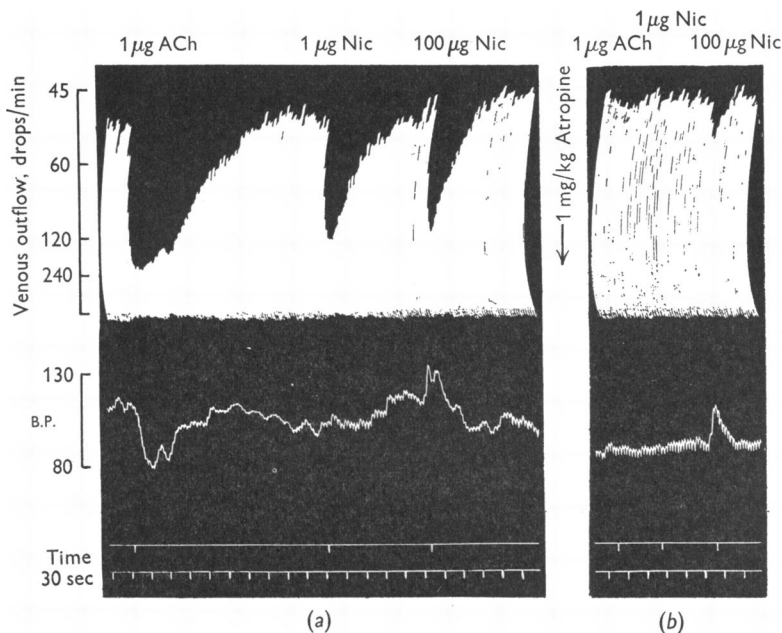 1 µg ACh 1 µg Nic 100 µg Nic
1 µg Nic
1 µg ACh 100 µg Nic
Venous outflow, drops/min
45
60
120
240
1 mg/kg Atropine
B.P.
130
80
Time
30 sec
(a) (b)